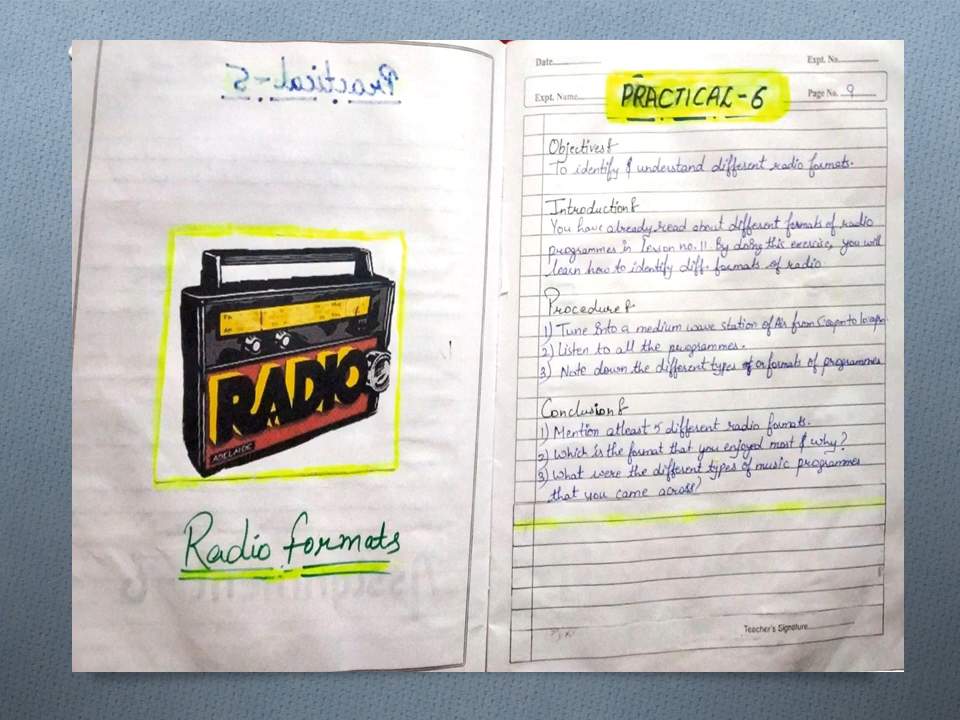 RADIO
ADELAIDE
Radio formats
Date
Expt. No.
Expt. Name
PRACTICAL - 6
Page No. 9
Objectives:-
To identify & understand different radio formats.
Introduction:-
You have already read about different formats of radio
programmes in Lesson no. 11. By doing this exercise, you will
learn how to identify diff. formats of radio
Procedure:-
1) Tune into a medium wave station of Air from to
2) Listen to all the programmes.
3) Note down the different types or formats of programmes
Conclusion:-
1) Mention atleast 5 different radio formats.
2) Which is the format that you enjoyed most & why?
3) What were the different types of music programmes
that you came across?
Teacher's Signature